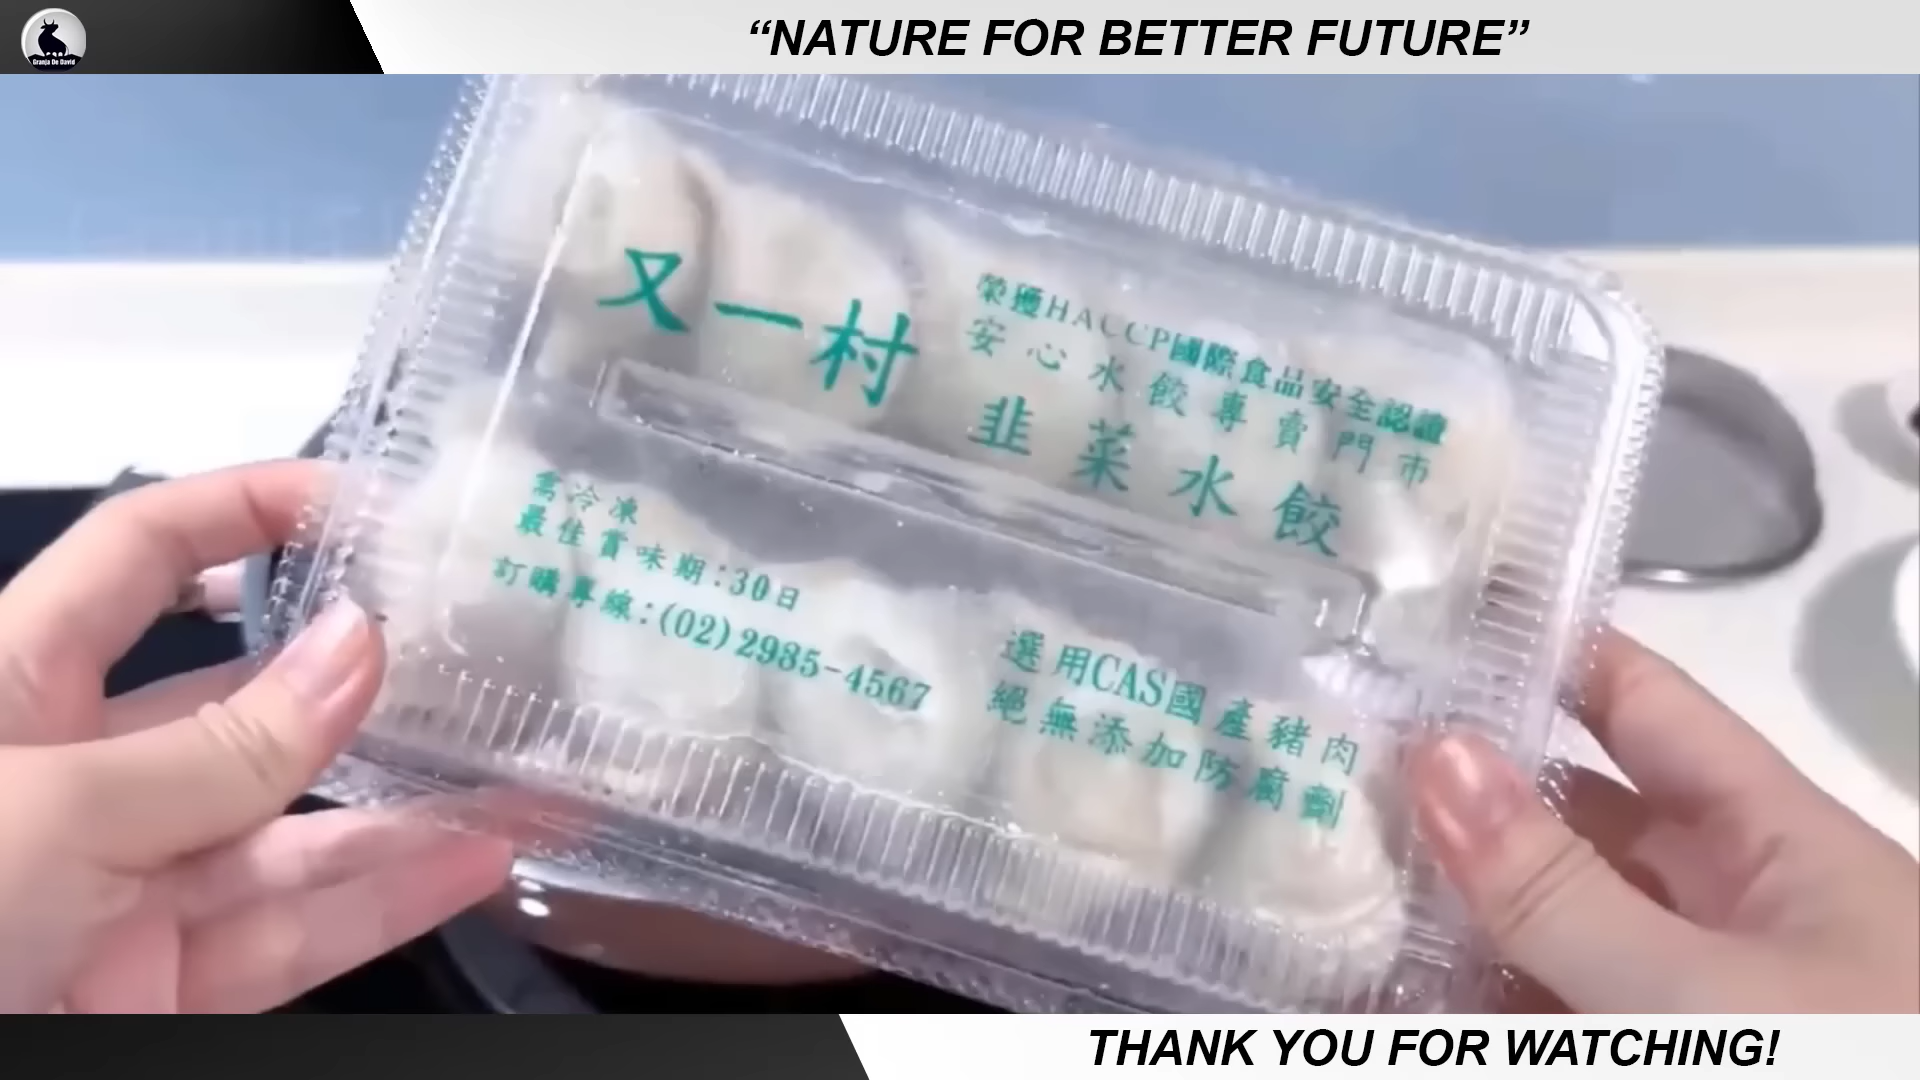 “NATURE FOR BETTER FUTURE”
Granja De David
又一村
榮獲HACCP國際食品安全認證
安心水餃專賣門市
韭菜水餃
需冷凍
最佳賞味期:30日
訂購專線:(02)2985-4567
選用CAS國產豬肉
絕無添加防腐劑
THANK YOU FOR WATCHING!